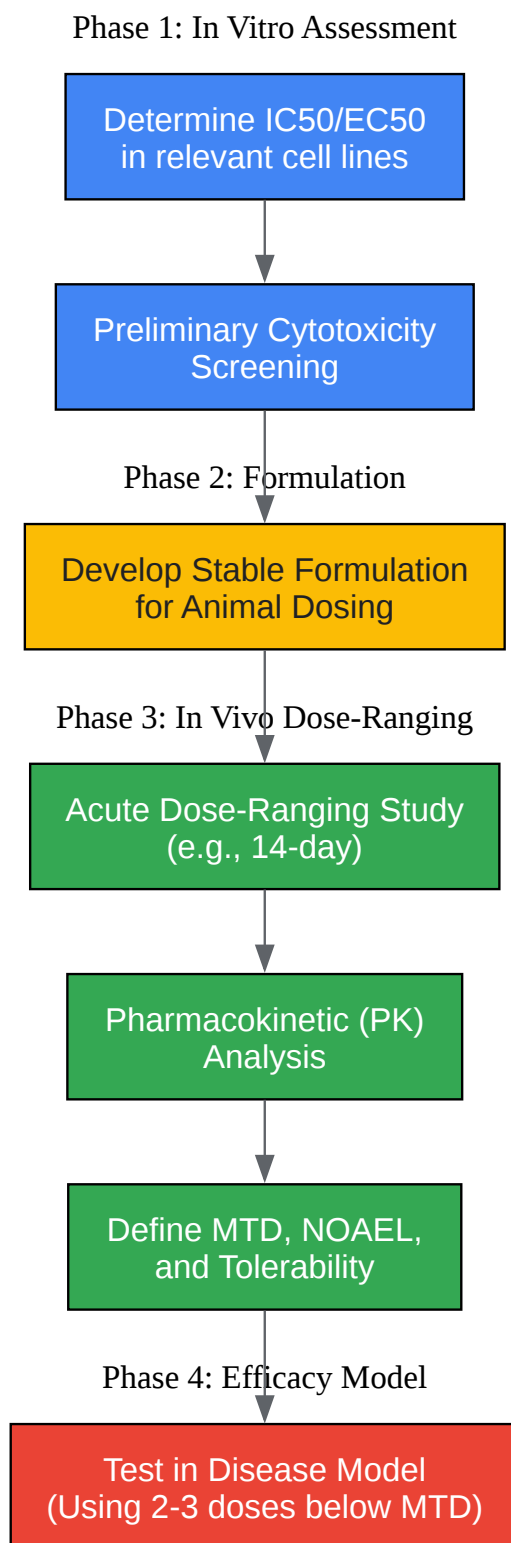 Phase 1: In Vitro Assessment
Determine IC50/EC50
in relevant cell lines
Preliminary Cytotoxicity
Screening
Phase 2: Formulation
Develop Stable Formulation
for Animal Dosing
Phase 3: In Vivo Dose-Ranging
Acute Dose-Ranging Study
(e.g., 14-day)
Pharmacokinetic (PK)
Analysis
Define MTD, NOAEL,
and Tolerability
Phase 4: Efficacy Model
Test in Disease Model
(Using 2-3 doses below MTD)